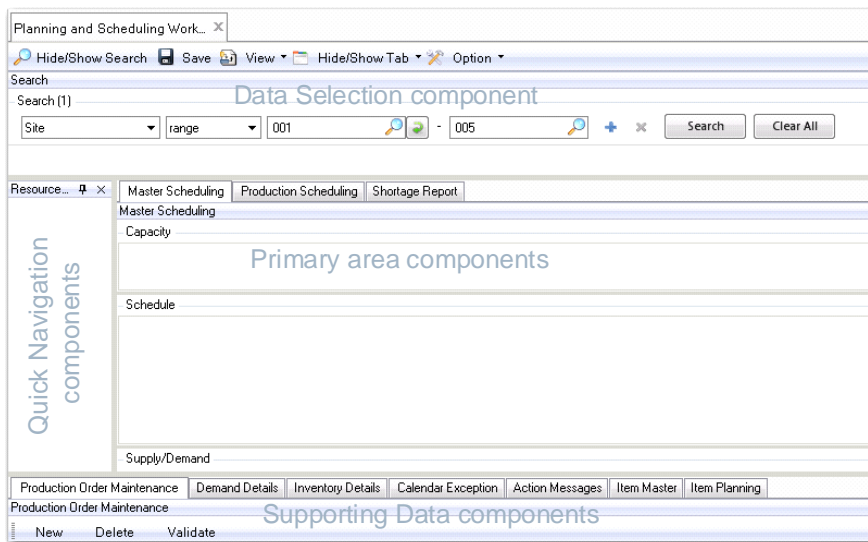 Planning and Scheduling Work...
Hide/Show Search Save View Hide/Show Tab Option
Search
Search (1)
Data Selection component
Site range 001 - 005 Search Clear All
Resource... Master Scheduling Production Scheduling Shortage Report
Master Scheduling
Capacity
Primary area components
Quick Navigation
components
Schedule
Supply/Demand
Production Order Maintenance Demand Details Inventory Details Calendar Exception Action Messages Item Master Item Planning
Production Order Maintenance
Supporting Data components
New Delete Validate